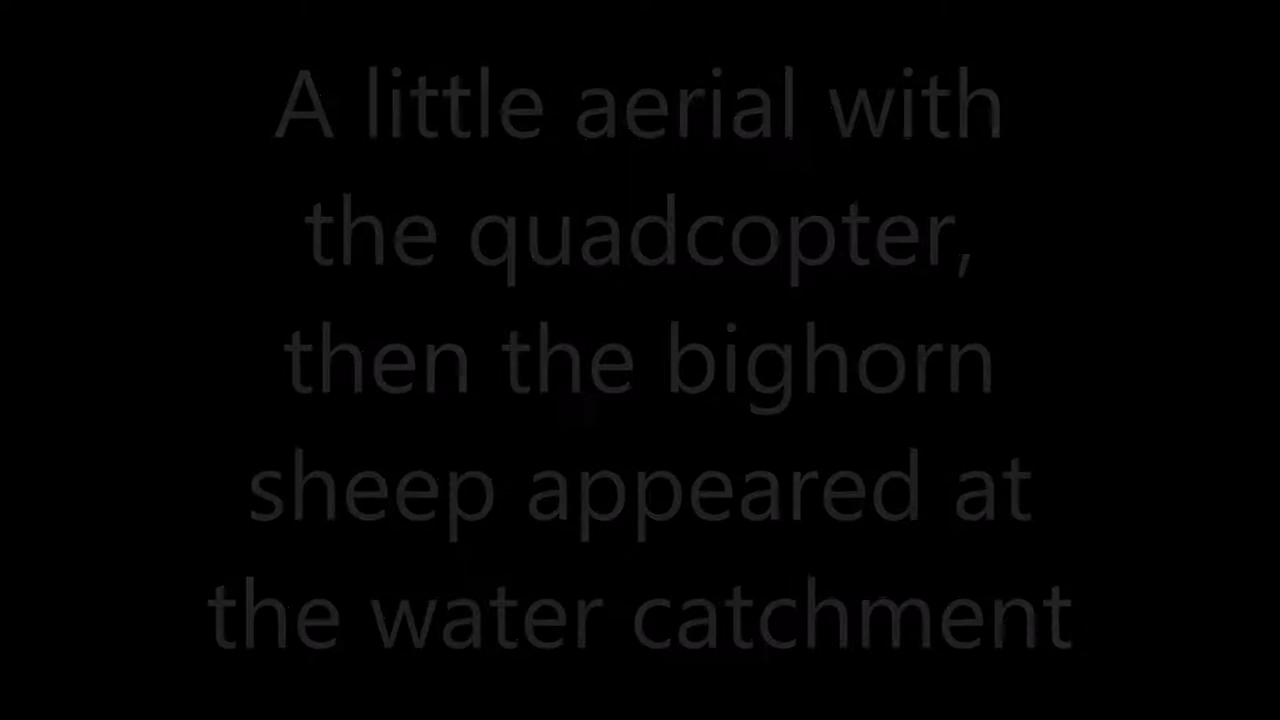 A little aerial with
the quadcopter,
then the bighorn
sheep appeared at
the water catchment